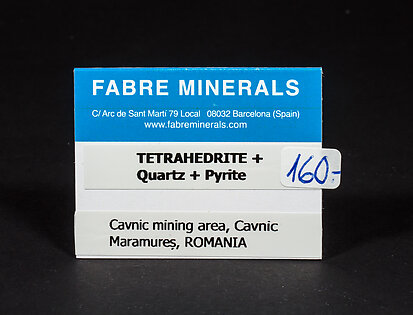 FABRE MINERALS
C/ Arc de Sant Martí 79 Local 08032 Barcelona (Spain)
www.fabreminerals.com
TETRAHEDRITE +
Quartz + Pyrite
160.-
Cavnic mining area, Cavnic
Maramureș, ROMANIA